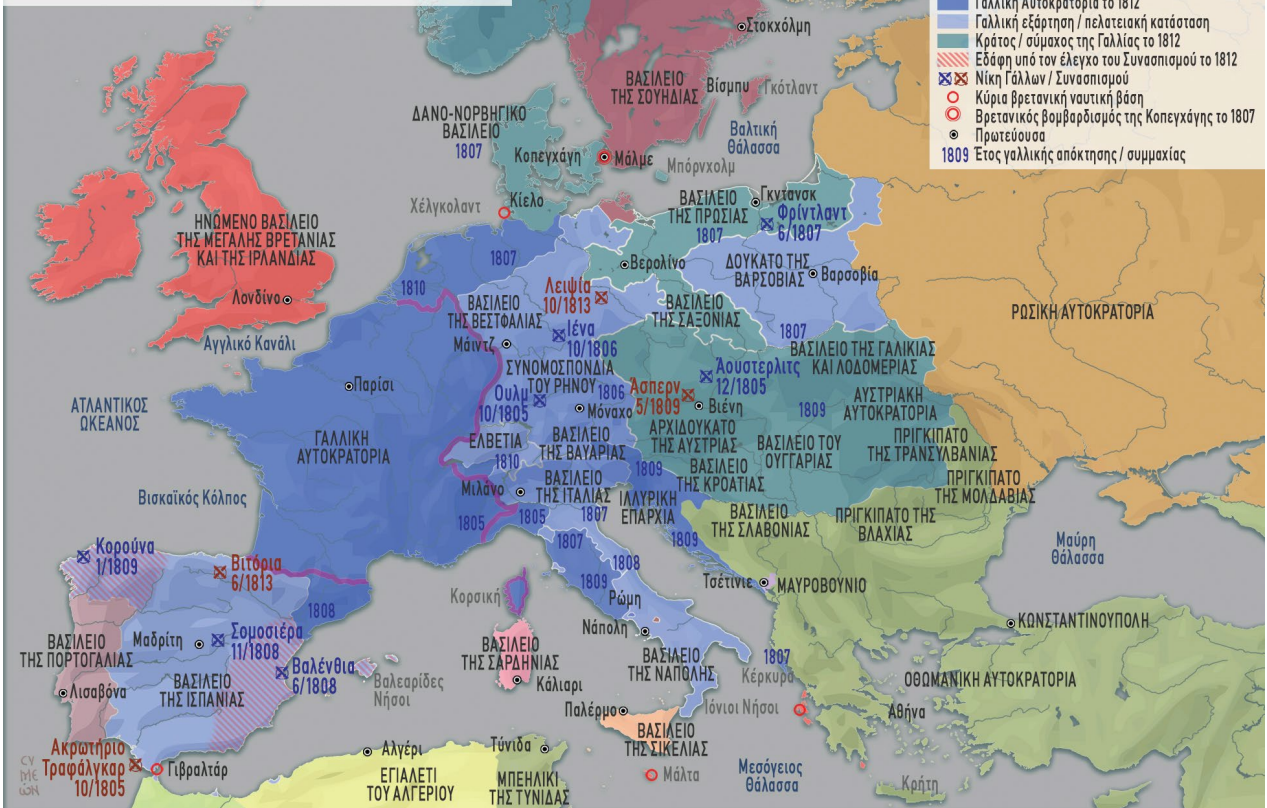 Γαλλική Αυτοκρατορία το 1812
Γαλλική εξάρτηση / πελατειακή κατάσταση
Κράτος / σύμαχος της Γαλλίας το 1812
Εδάφη υπό τον έλεγχο του Συνασπισμού το 1812
Νίκη Γάλλων / Συνασπισμού
Κύρια βρετανική ναυτική βάση
Βρετανικός βομβαρδισμός της Κοπεγχάγης το 1807
Πρωτεύουσα
1809 Έτος γαλλικής απόκτησης / συμμαχίας
Στοκχόλμη
ΒΑΣΙΛΕΙΟ
ΤΗΣ ΣΟΥΗΔΙΑΣ
Βίσμπυ
Γκότλαντ
ΔΑΝΟ-ΝΟΡΒΗΓΙΚΟ
ΒΑΣΙΛΕΙΟ
1807
Βαλτική
Θάλασσα
Κοπεγχάγη
Μάλμε
Μπόρνχολμ
Χέλγκολαντ
Κίελο
ΒΑΣΙΛΕΙΟ
ΤΗΣ ΠΡΩΣΙΑΣ
1807
Γκντανσκ
Φρίντλαντ
6/1807
ΗΝΩΜΕΝΟ ΒΑΣΙΛΕΙΟ
ΤΗΣ ΜΕΓΑΛΗΣ ΒΡΕΤΑΝΙΑΣ
ΚΑΙ ΤΗΣ ΙΡΛΑΝΔΙΑΣ
Λονδίνο
1807
1810
Βερολίνο
ΔΟΥΚΑΤΟ ΤΗΣ
ΒΑΡΣΟΒΙΑΣ
Βαρσοβία
1807
ΡΩΣΙΚΗ ΑΥΤΟΚΡΑΤΟΡΙΑ
Λειψία
10/1813
ΒΑΣΙΛΕΙΟ
ΤΗΣ ΒΕΣΤΦΑΛΙΑΣ
ΒΑΣΙΛΕΙΟ
ΤΗΣ ΣΑΞΟΝΙΑΣ
Ιένα
10/1806
Μάιντζ
Αγγλικό Κανάλι
Παρίσι
ΑΤΛΑΝΤΙΚΟΣ
ΩΚΕΑΝΟΣ
ΣΥΝΟΜΟΣΠΟΝΔΙΑ
ΤΟΥ ΡΗΝΟΥ
1806
Ουλμ
10/1805
Μόναχο
Άσπερν
5/1809
Άουστερλιτς
12/1805
Βιένη
ΒΑΣΙΛΕΙΟ ΤΗΣ ΓΑΛΙΚΙΑΣ
ΚΑΙ ΛΟΔΟΜΕΡΙΑΣ
1809
ΑΥΣΤΡΙΑΚΗ
ΑΥΤΟΚΡΑΤΟΡΙΑ
ΓΑΛΛΙΚΗ
ΑΥΤΟΚΡΑΤΟΡΙΑ
ΕΛΒΕΤΙΑ
1810
ΒΑΣΙΛΕΙΟ
ΤΗΣ ΒΑΥΑΡΙΑΣ
ΑΡΧΙΔΟΥΚΑΤΟ
ΤΗΣ ΑΥΣΤΡΙΑΣ
ΒΑΣΙΛΕΙΟ ΤΟΥ
ΟΥΓΓΑΡΙΑΣ
ΠΡΙΓΚΙΠΑΤΟ
ΤΗΣ ΤΡΑΝΣΥΛΒΑΝΙΑΣ
ΒΑΣΙΛΕΙΟ
ΤΗΣ ΚΡΟΑΤΙΑΣ
1809
ΠΡΙΓΚΙΠΑΤΟ
ΤΗΣ ΜΟΛΔΑΒΙΑΣ
Βισκαϊκός Κόλπος
Μιλάνο
ΒΑΣΙΛΕΙΟ
ΤΗΣ ΙΤΑΛΙΑΣ
1807
ΙΛΛΥΡΙΚΗ
ΕΠΑΡΧΙΑ
1805
1805
1809
ΒΑΣΙΛΕΙΟ
ΤΗΣ ΣΛΑΒΟΝΙΑΣ
ΠΡΙΓΚΙΠΑΤΟ ΤΗΣ
ΒΛΑΧΙΑΣ
Μαύρη
Θάλασσα
Κορούνα
1/1809
Βιτόρια
6/1813
1807
1808
1809
Κορσική
Ρώμη
Τσέτινιε
ΜΑΥΡΟΒΟΥΝΙΟ
1808
Νάπολη
ΚΩΝΣΤΑΝΤΙΝΟΥΠΟΛΗ
ΒΑΣΙΛΕΙΟ
ΤΗΣ ΠΟΡΤΟΓΑΛΙΑΣ
Μαδρίτη
Σομοσιέρα
11/1808
Βαλένθια
6/1808
ΒΑΣΙΛΕΙΟ
ΤΗΣ ΙΣΠΑΝΙΑΣ
Λισαβόνα
Βαλεαρίδες
Νήσοι
ΒΑΣΙΛΕΙΟ
ΤΗΣ ΣΑΡΔΗΝΙΑΣ
Κάλιαρι
ΒΑΣΙΛΕΙΟ
ΤΗΣ ΝΑΠΟΛΗΣ
1807
Κέρκυρα
ΟΘΩΜΑΝΙΚΗ ΑΥΤΟΚΡΑΤΟΡΙΑ
Ιόνιοι Νήσοι
Αθήνα
Παλέρμο
ΒΑΣΙΛΕΙΟ
ΤΗΣ ΣΙΚΕΛΙΑΣ
Ακρωτήριο
Τραφάλγκαρ
10/1805
Γιβραλτάρ
Αλγέρι
Τύνιδα
ΕΓΙΑΛΕΤΙ
ΤΟΥ ΑΛΓΕΡΙΟΥ
ΜΠΕΗΛΙΚΙ
ΤΗΣ ΤΥΝΙΔΑΣ
Μάλτα
Μεσόγειος
Θάλασσα
Κρήτη
CΥ
ΜΕ
ΩΝ